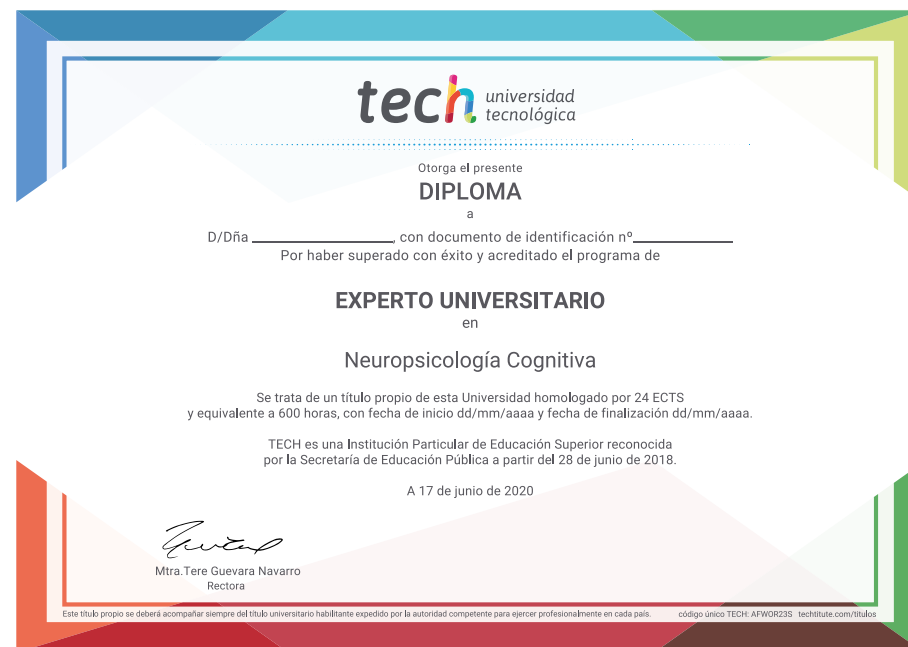 tech universidad
tecnológica
Otorga el presente
DIPLOMA
a
D/Dña ____________________, con documento de identificación nº______________
Por haber superado con éxito y acreditado el programa de
EXPERTO UNIVERSITARIO
en
Neuropsicología Cognitiva
Se trata de un título propio de esta Universidad homologado por 24 ECTS
y equivalente a 600 horas, con fecha de inicio dd/mm/aaaa y fecha de finalización dd/mm/aaaa.
TECH es una Institución Particular de Educación Superior reconocida
por la Secretaría de Educación Pública a partir del 28 de junio de 2018.
A 17 de junio de 2020
Mtra.Tere Guevara Navarro
Rectora
Este título propio se deberá acompañar siempre del título universitario habilitante expedido por la autoridad competente para ejercer profesionalmente en cada país. código único TECH: AFWOR23S techtitute.com/titulos